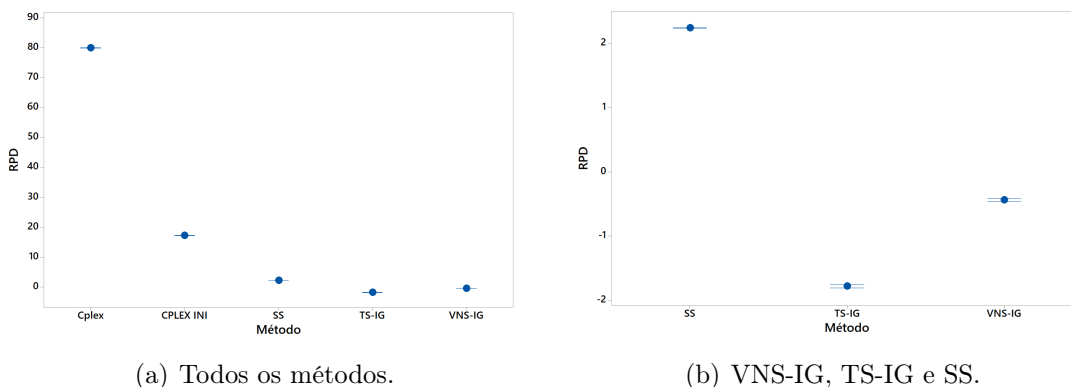 90
80
70
60
50
40
30
20
10
0
RPD
Cplex CPLEX INI SS TS-IG VNS-IG
Método
(a) Todos os métodos.
2
1
0
-1
-2
RPD
SS TS-IG VNS-IG
Método
(b) VNS-IG, TS-IG e SS.